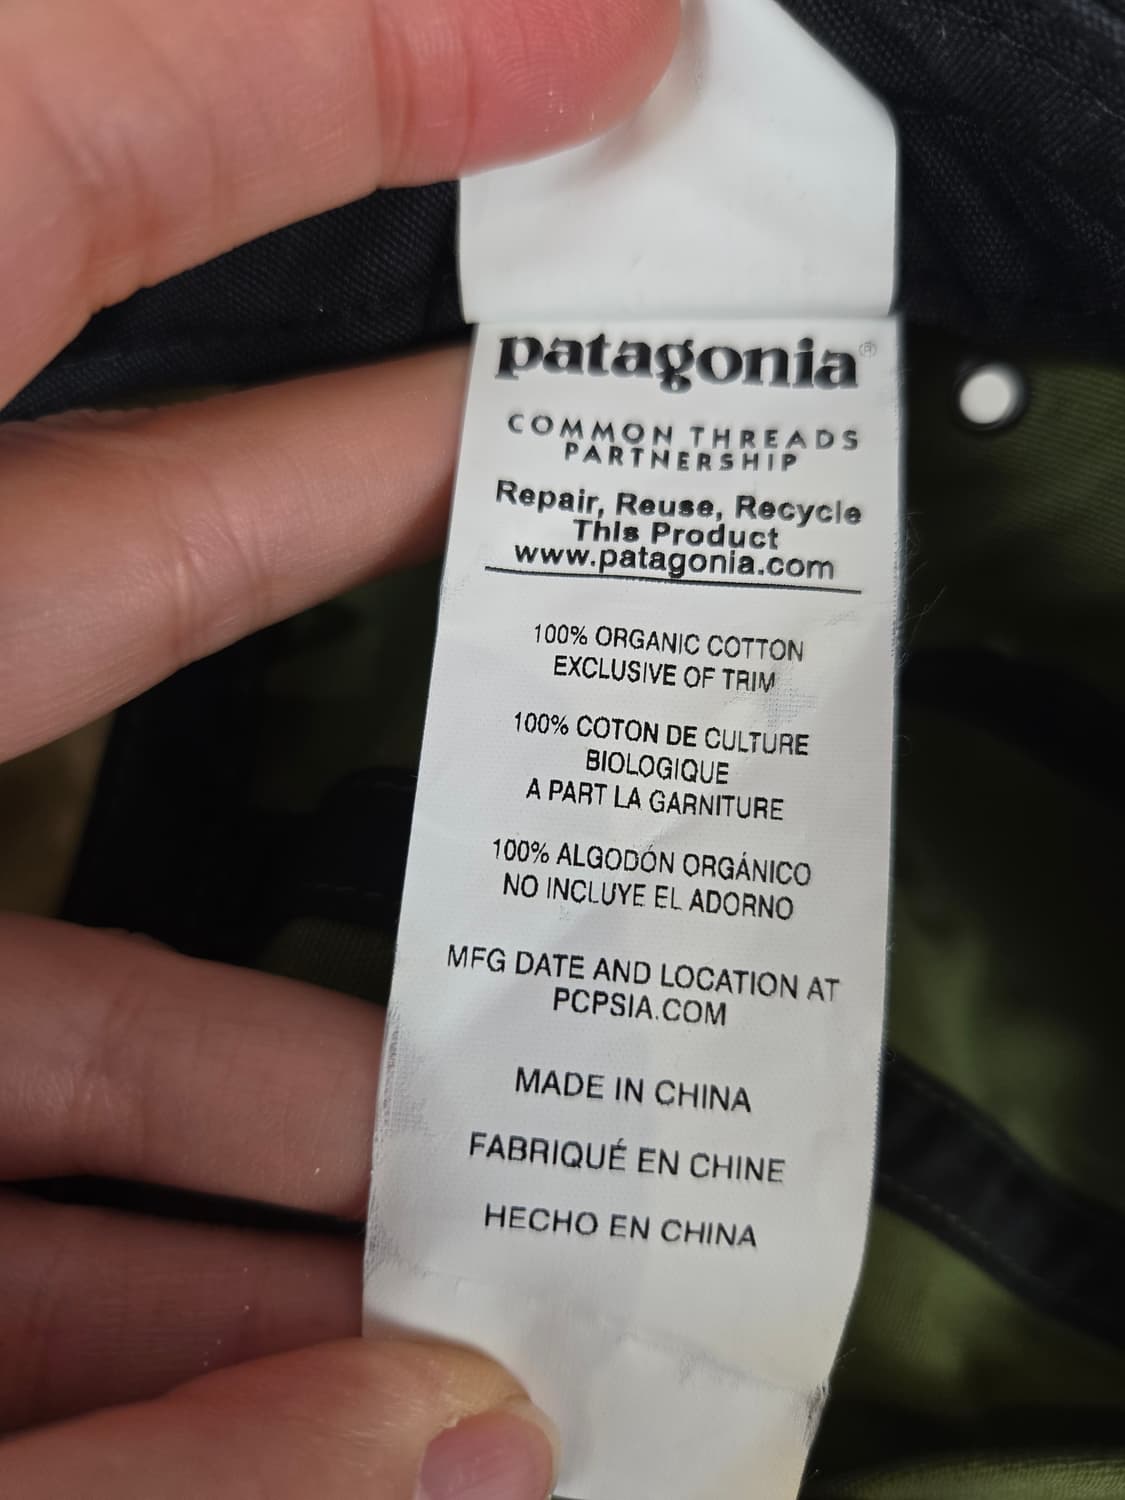 patagonia®
COMMON THREADS
PARTNERSHIP
Repair, Reuse, Recycle
This Product
www.patagonia.com
100% ORGANIC COTTON
EXCLUSIVE OF TRIM
100% COTON DE CULTURE
BIOLOGIQUE
A PART LA GARNITURE
100% ALGODÓN ORGÁNICO
NO INCLUYE EL ADORNO
MFG DATE AND LOCATION AT
PCPSIA.COM
MADE IN CHINA
FABRIQUÉ EN CHINE
HECHO EN CHINA